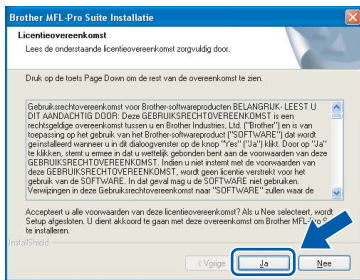 Brother MFL-Pro Suite Installatie
Licentieovereenkomst
Lees de onderstaande licentieovereenkomst zorgvuldig door.
Druk op de toets Page Down om de rest van de overeenkomst te zien.
Gebruiksrechtovereenkomst voor Brother-softwareproducten BELANGRIJK- LEEST U
DIT AANDACHTIG DOOR: Deze GEBRUIKSRECHTOVEREENKOMST is een
rechtsgeldige overeenkomst tussen u en Brother Industries, Ltd. ("Brother") en is van
toepassing op het gebruik van het Brother-softwareproduct ("SOFTWARE") dat wordt
geïnstalleerd wanneer u in dit dialoogvenster op de knop "Yes" ("Ja") klikt. Door op "Ja"
te klikken, stemt u ermee in dat u wettelijk gebonden bent aan de voorwaarden van deze
GEBRUIKSRECHTOVEREENKOMST. Indien u niet instemt met de voorwaarden van
deze GEBRUIKSRECHTOVEREENKOMST, wordt geen licentie verstrekt voor het
gebruik van de SOFTWARE. In dat geval mag u de SOFTWARE niet gebruiken.
Verwijzingen in deze Gebruiksrechtovereenkomst naar "SOFTWARE" zullen waar de
Accepteert u alle voorwaarden van deze licentieovereenkomst? Als u Nee selecteert, wordt
Setup afgesloten. U dient akkoord te gaan met deze overeenkomst om Brother MFL-Pro
te installeren.
InstallShield
< Vorige Ja Nee